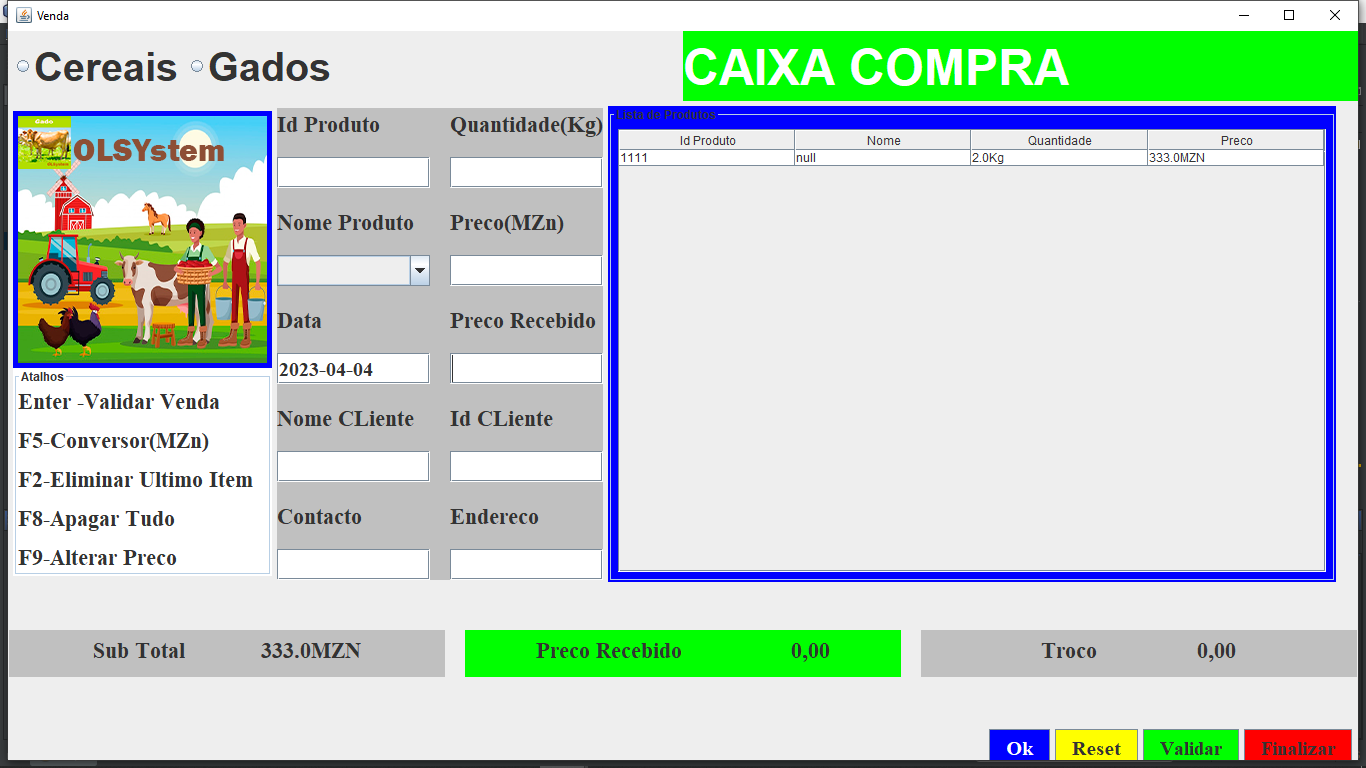 Venda
Cereais Gados
CAIXA COMPRA
Gado
OLSYstem
OLSystem
Id Produto Quantidade(Kg)
Nome Produto Preco(MZn)
Data Preco Recebido
2023-04-04
Nome CLiente Id CLiente
Contacto Endereco
Lista de Produtos
Id Produto Nome Quantidade Preco
1111 null 2.0Kg 333.0MZN
Atalhos
Enter -Validar Venda
F5-Conversor(MZn)
F2-Eliminar Ultimo Item
F8-Apagar Tudo
F9-Alterar Preco
Sub Total 333.0MZN
Preco Recebido 0,00
Troco 0,00
Ok Reset Validar Finalizar